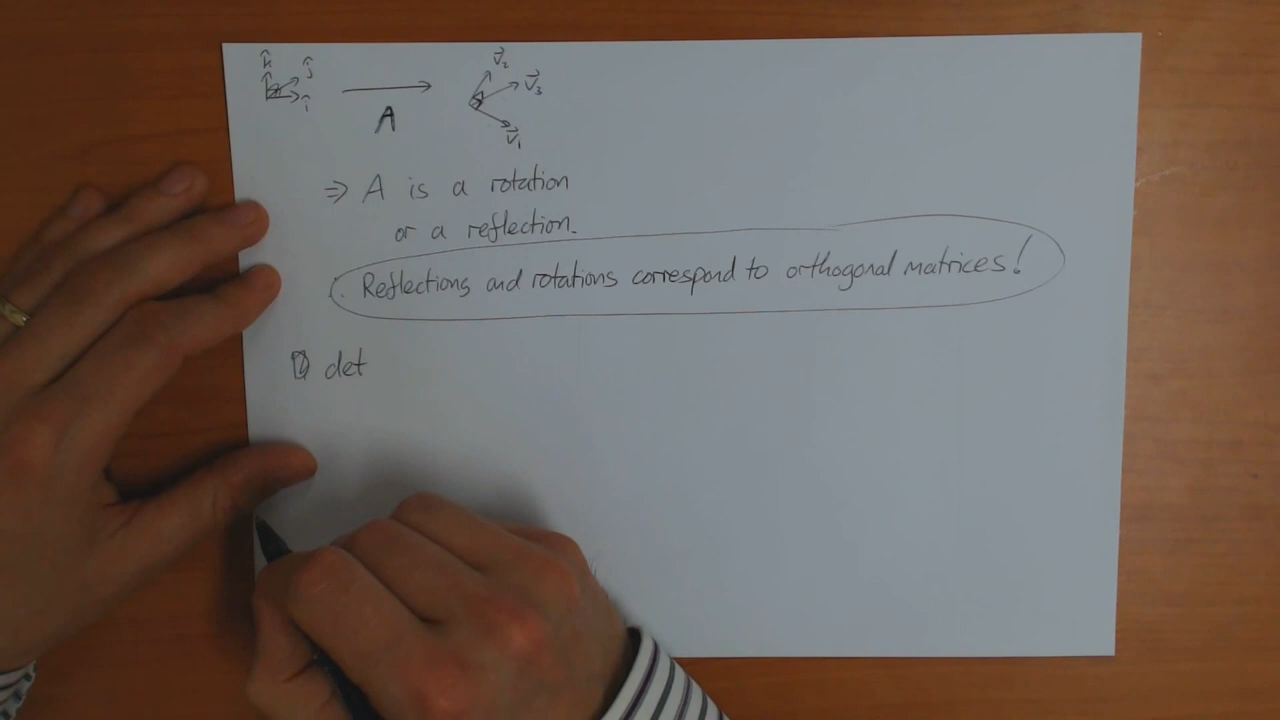 k̂ ĵ î
A
v⃗₂ v⃗₃ v⃗₁
⇒ A is a rotation
or a reflection.
Reflections and rotations correspond to orthogonal matrices!
det